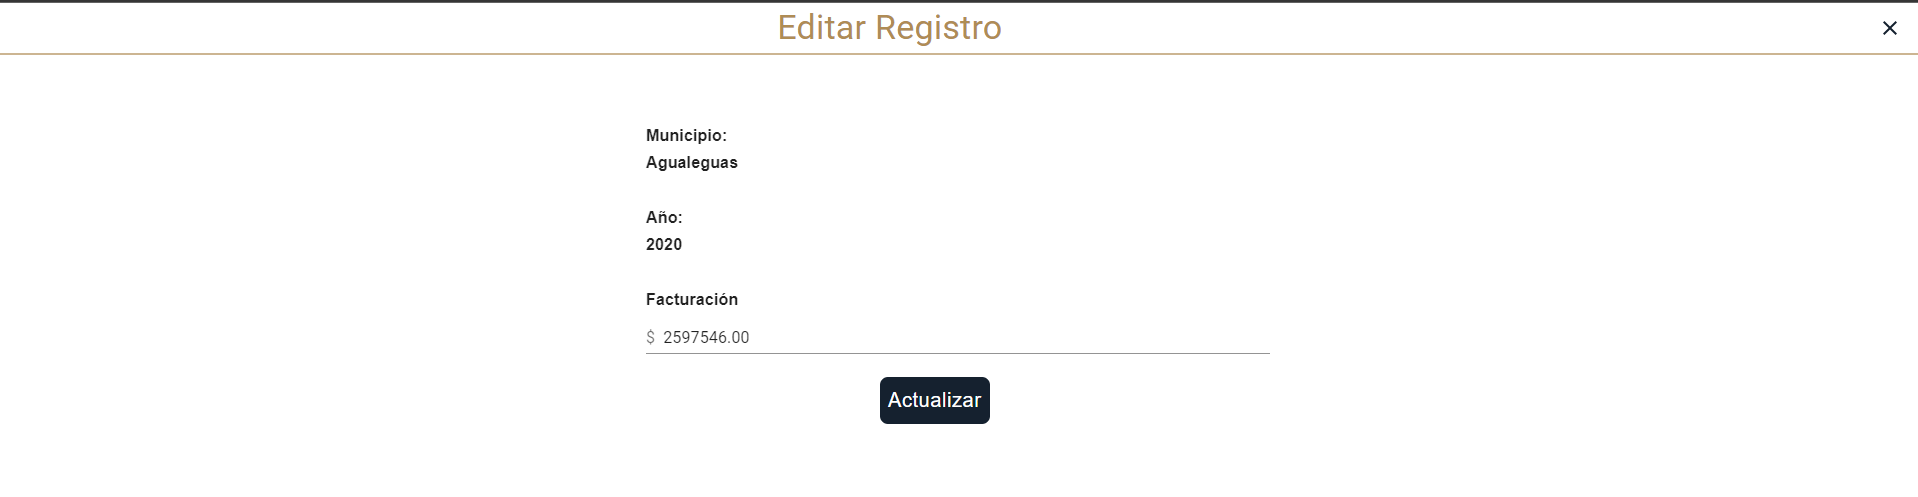 Editar Registro
Municipio:
Agualeguas
Año:
2020
Facturación
$ 2597546.00
Actualizar